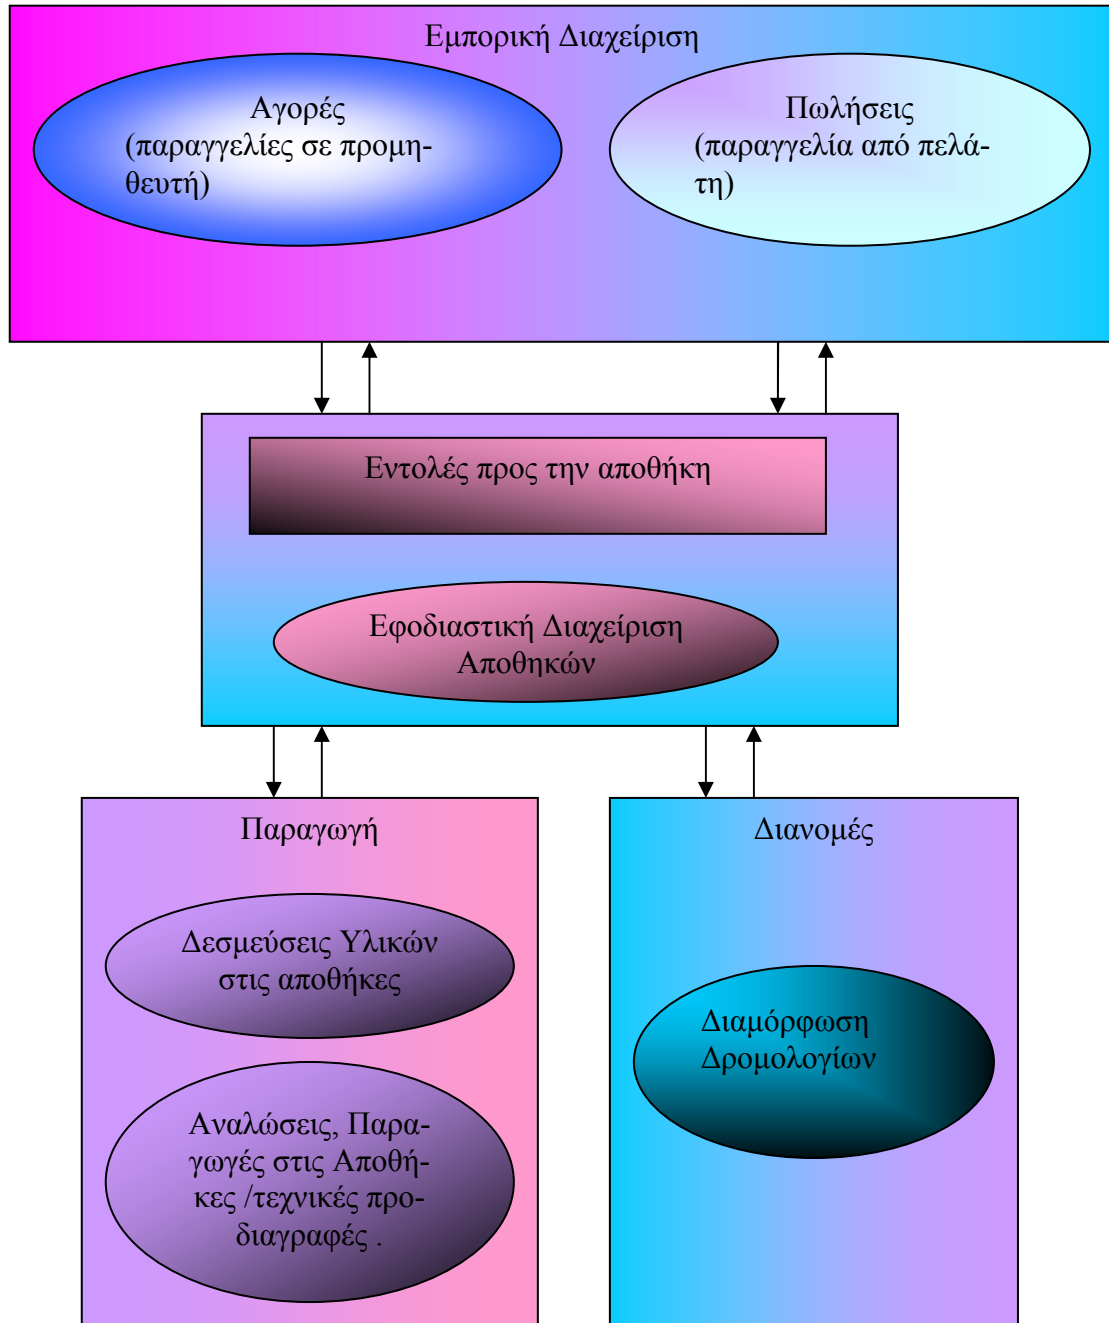 Εμπορική Διαχείριση
Αγορές
(παραγγελίες σε προμη-
θευτή)
Πωλήσεις
(παραγγελία από πελά-
τη)
Εντολές προς την αποθήκη
Εφοδιαστική Διαχείριση
Αποθηκών
Παραγωγή
Δεσμεύσεις Υλικών
στις αποθήκες
Αναλώσεις, Παρα-
γωγές στις Αποθή-
κες /τεχνικές προ-
διαγραφές .
Διανομές
Διαμόρφωση
Δρομολογίων